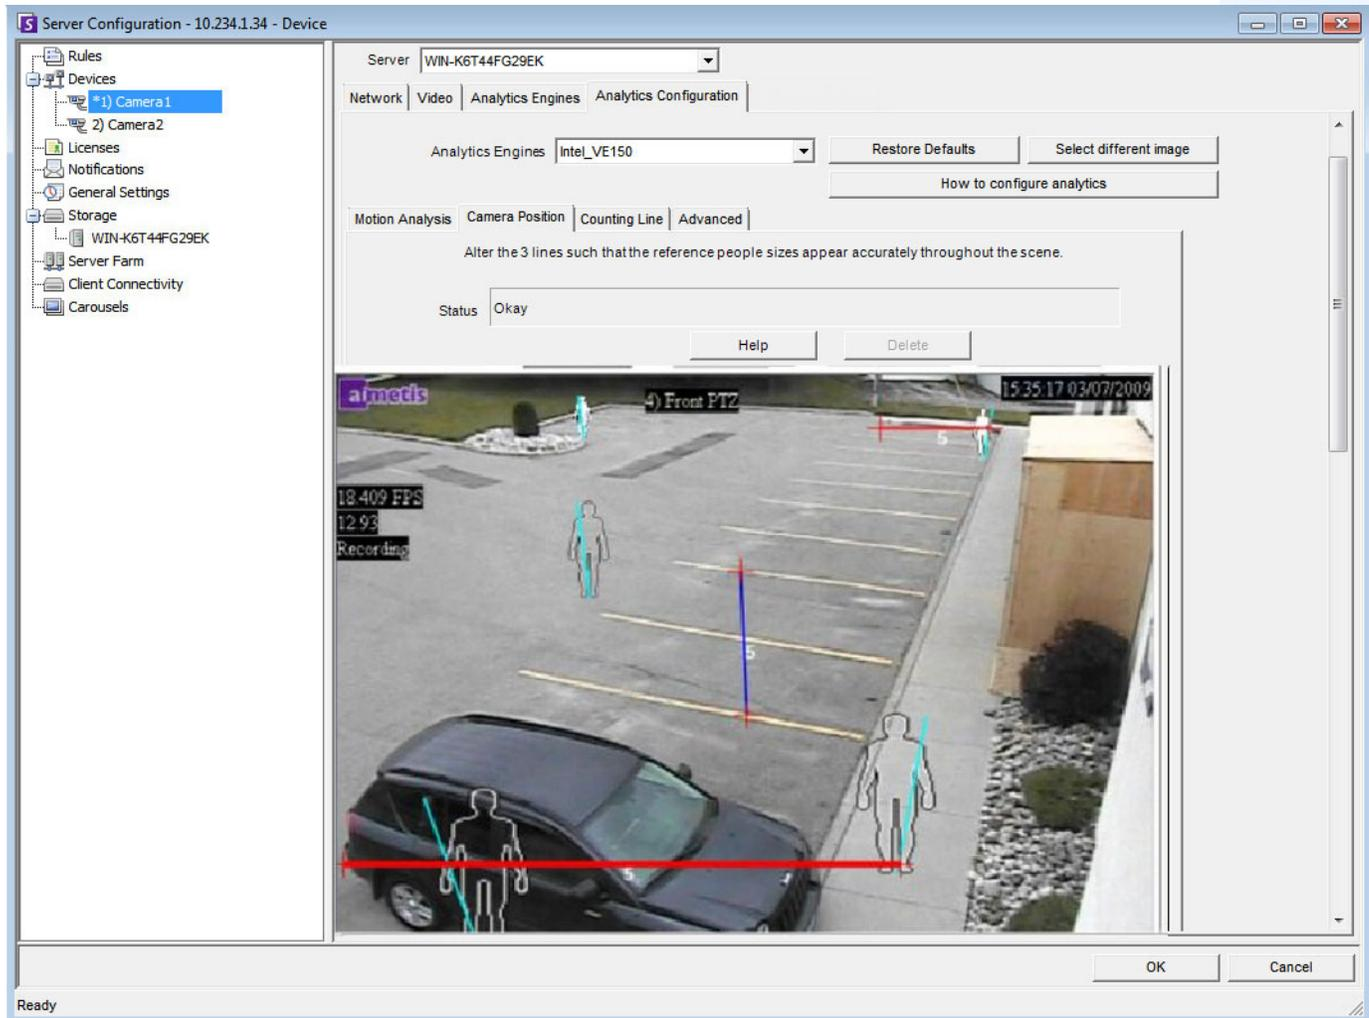 Server Configuration - 10.234.1.34 - Device
Rules
Devices
*1) Camera1
2) Camera2
Licenses
Notifications
General Settings
Storage
WIN-K6T44FG29EK
Server Farm
Client Connectivity
Carousels
Server WIN-K6T44FG29EK
Network Video Analytics Engines Analytics Configuration
Analytics Engines Intel_VE150 Restore Defaults Select different image
How to configure analytics
Motion Analysis Camera Position Counting Line Advanced
Alter the 3 lines such that the reference people sizes appear accurately throughout the scene.
Status Okay
Help Delete
aimetis
4) Front PTZ
15:35:17 03/07/2009
5
18.409 FPS
12.93
Recording
5
5
OK Cancel
Ready